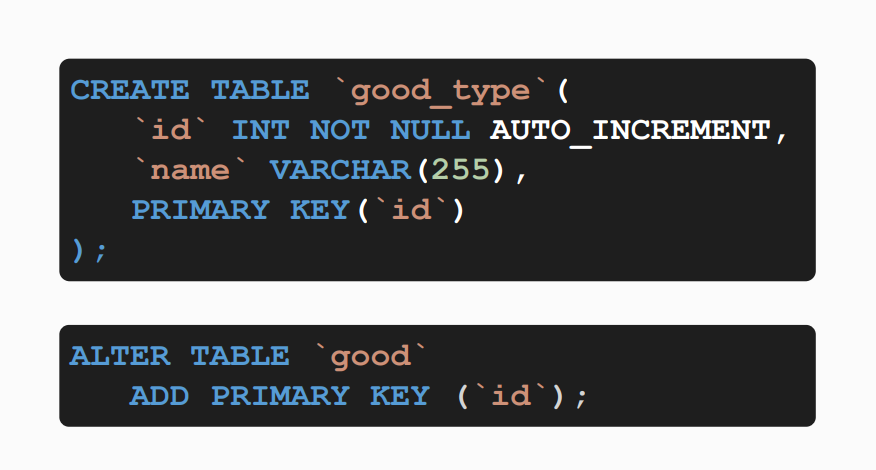 CREATE TABLE `good_type`(
`id` INT NOT NULL AUTO_INCREMENT,
`name` VARCHAR(255),
PRIMARY KEY(`id`)
);
ALTER TABLE `good`
ADD PRIMARY KEY (`id`);